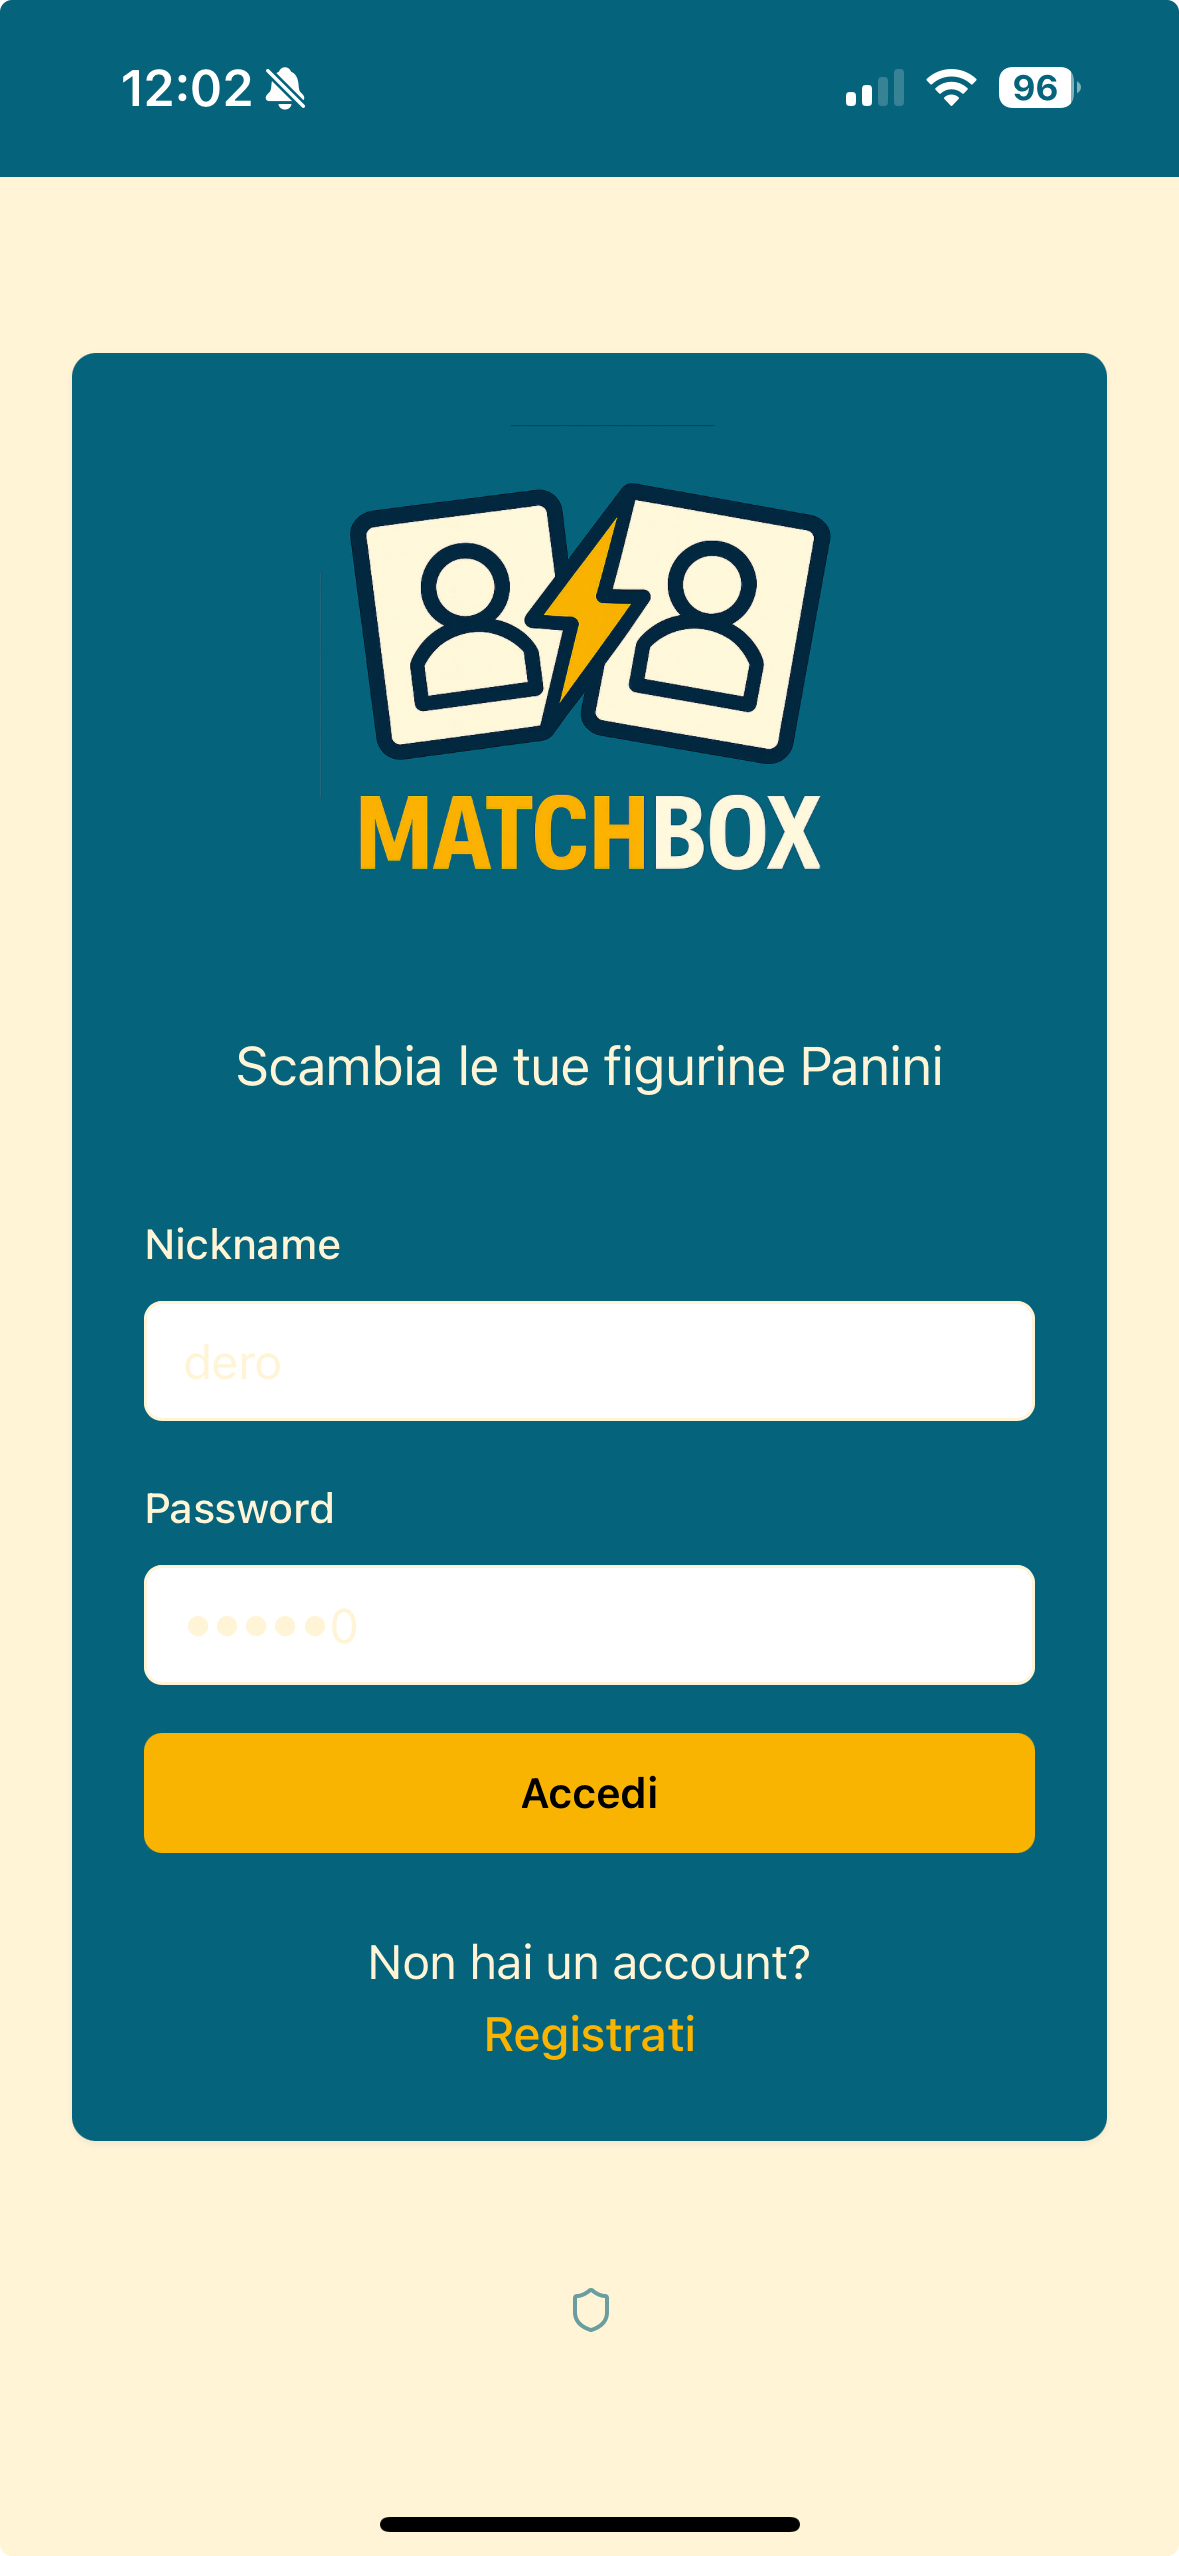 12:02
96
MATCHBOX
Scambia le tue figurine Panini
Nickname
dero
Password
•••••0
Accedi
Non hai un account?
Registrati